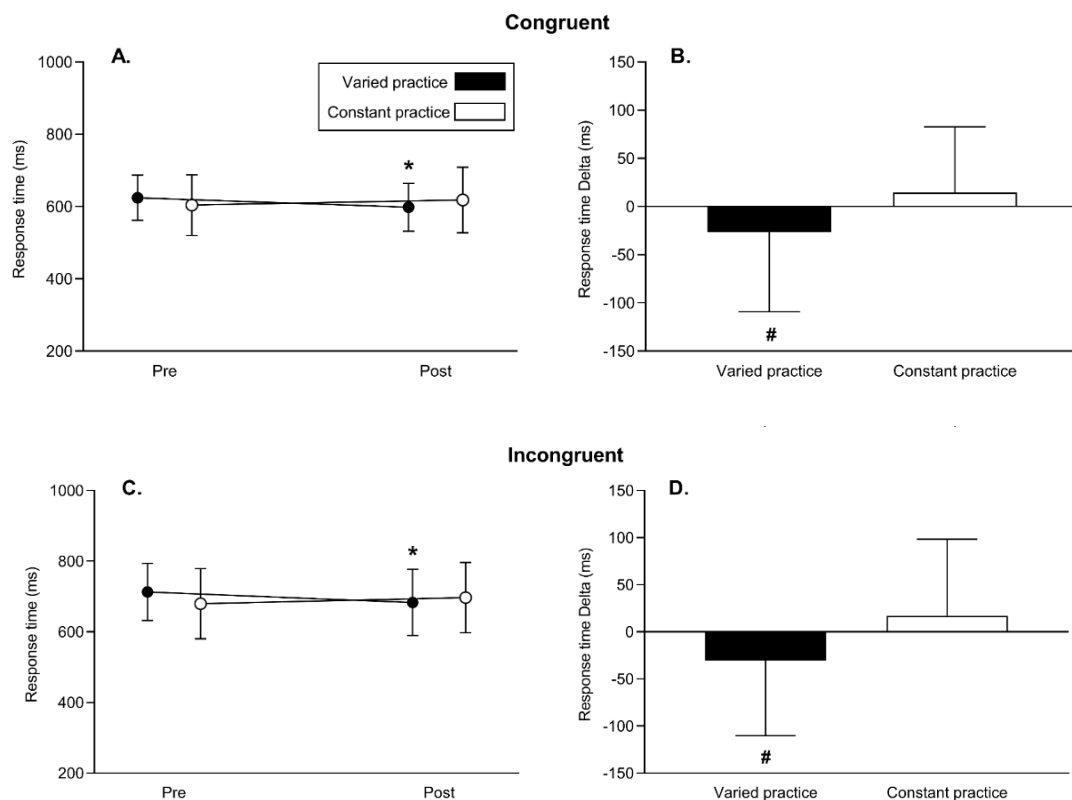 Congruent
A.
1000
800
600
400
200
Response time (ms)
Varied practice
Constant practice
*
Pre
Post
B.
150
100
50
0
-50
-100
-150
Response time Delta (ms)
#
Varied practice
Constant practice
Incongruent
C.
1000
800
600
400
200
Response time (ms)
*
Pre
Post
D.
150
100
50
0
-50
-100
-150
Response time Delta (ms)
#
Varied practice
Constant practice